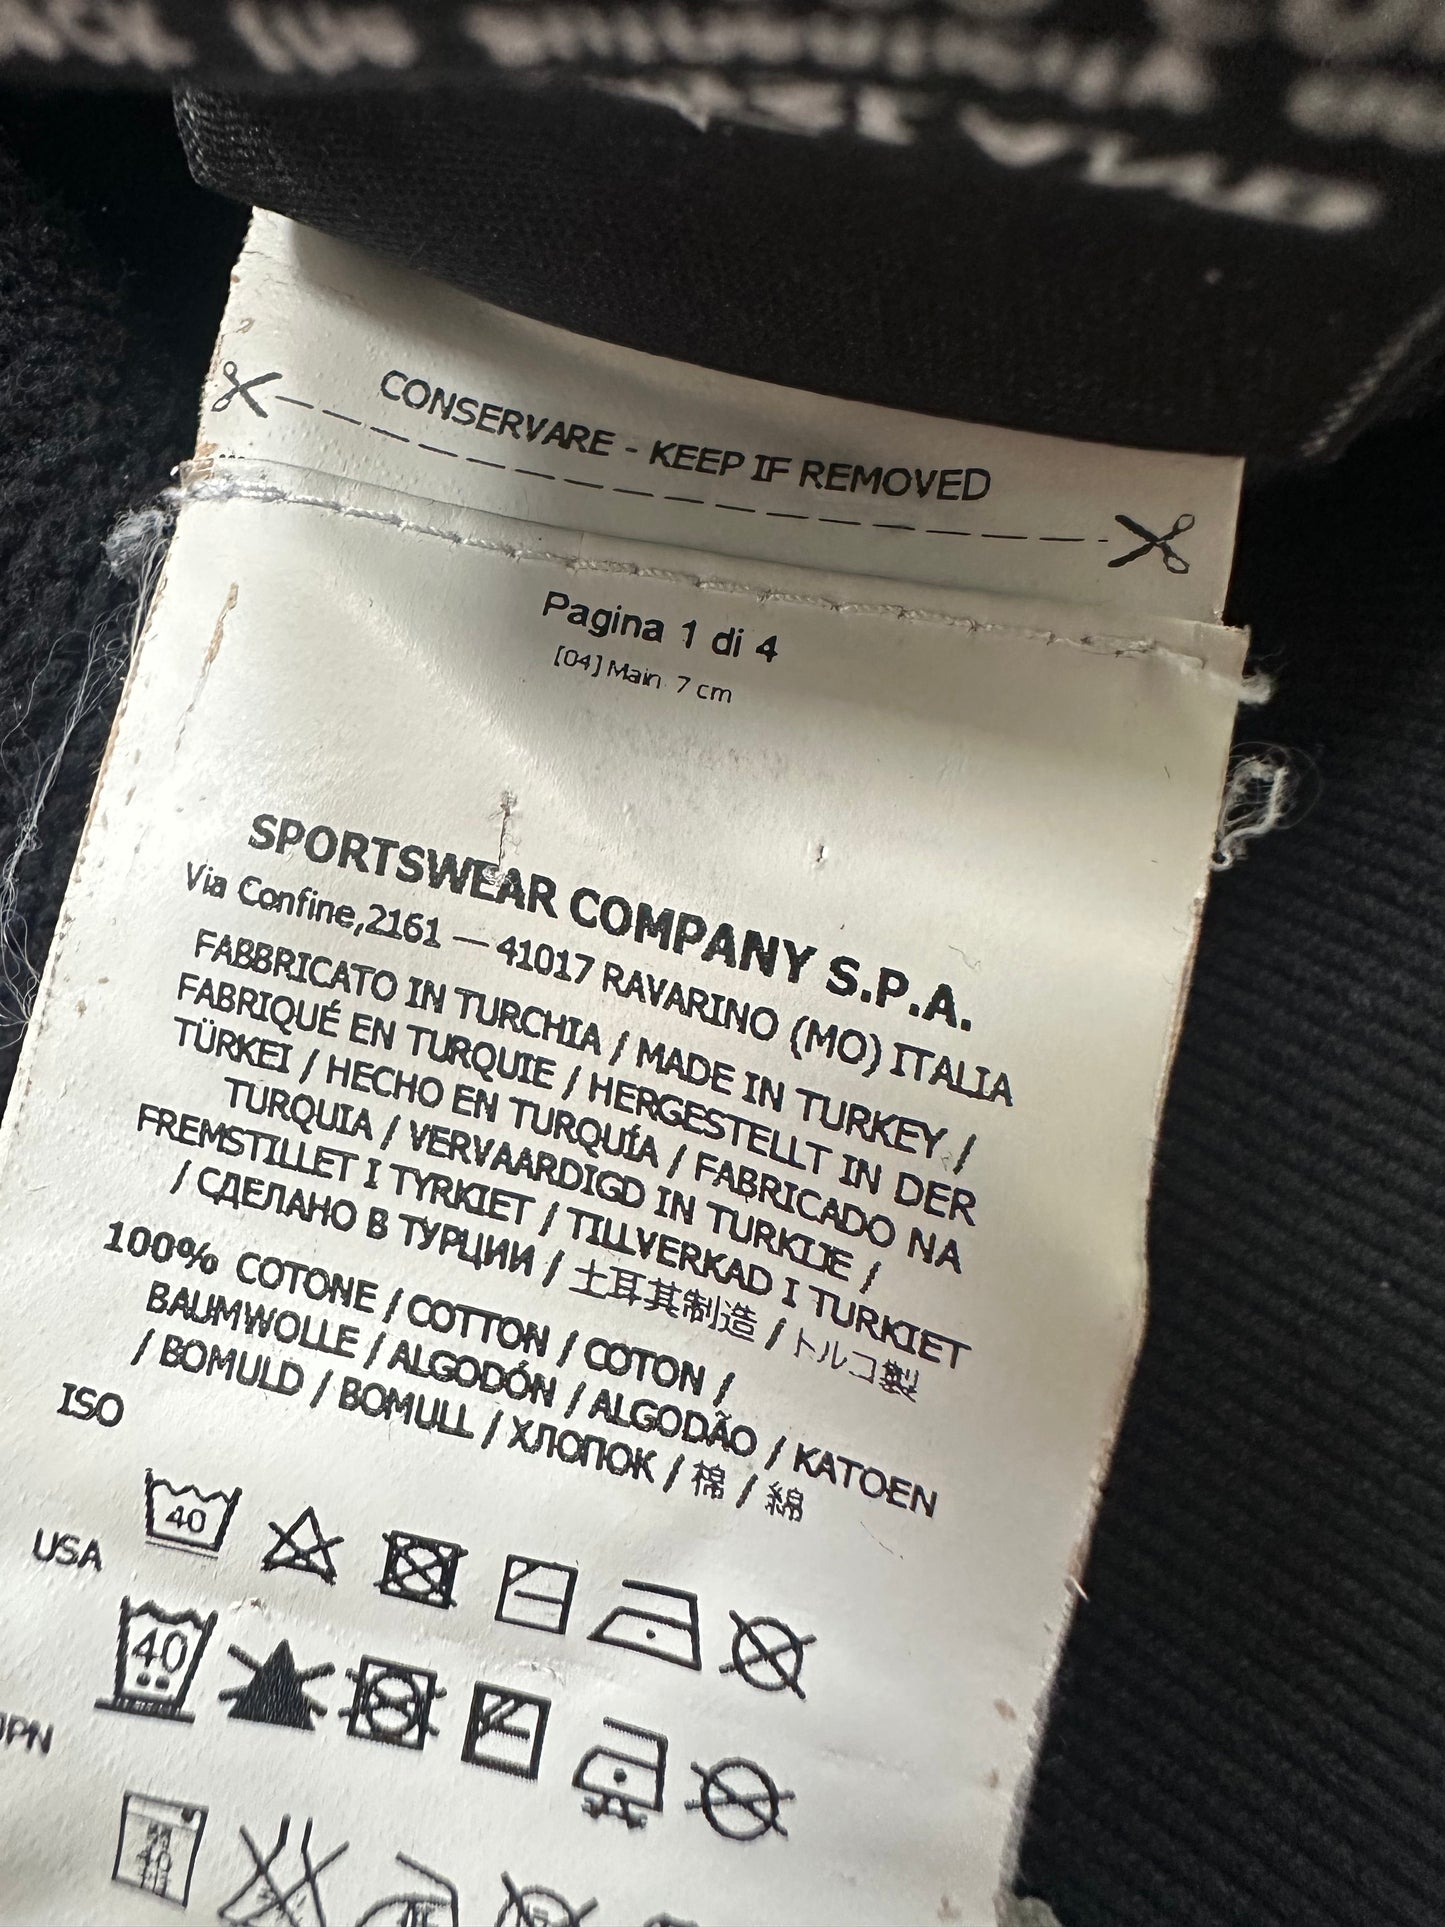 CONSERVARE - KEEP IF REMOVED
Pagina 1 di 4
[04] Main 7 cm
SPORTSWEAR COMPANY S.P.A.
Via Confine,2161 — 41017 RAVARINO (MO) ITALIA
FABBRICATO IN TURCHIA / MADE IN TURKEY /
FABRIQUÉ EN TURQUIE / HERGESTELLT IN DER
TÜRKEI / HECHO EN TURQUÍA / FABRICADO NA
TURQUIA / VERVAARDIGD IN TURKIJE /
FREMSTILLET I TYRKIET / TILLVERKAD I TURKIET
/ СДЕЛАНО В ТУРЦИИ / 土耳其制造 / トルコ製
100% COTONE / COTTON / COTON /
BAUMWOLLE / ALGODÓN / ALGODÃO / KATOEN
/ BOMULD / BOMULL / ХЛОПОК / 棉 / 綿
ISO
40
USA
40
JPN
40